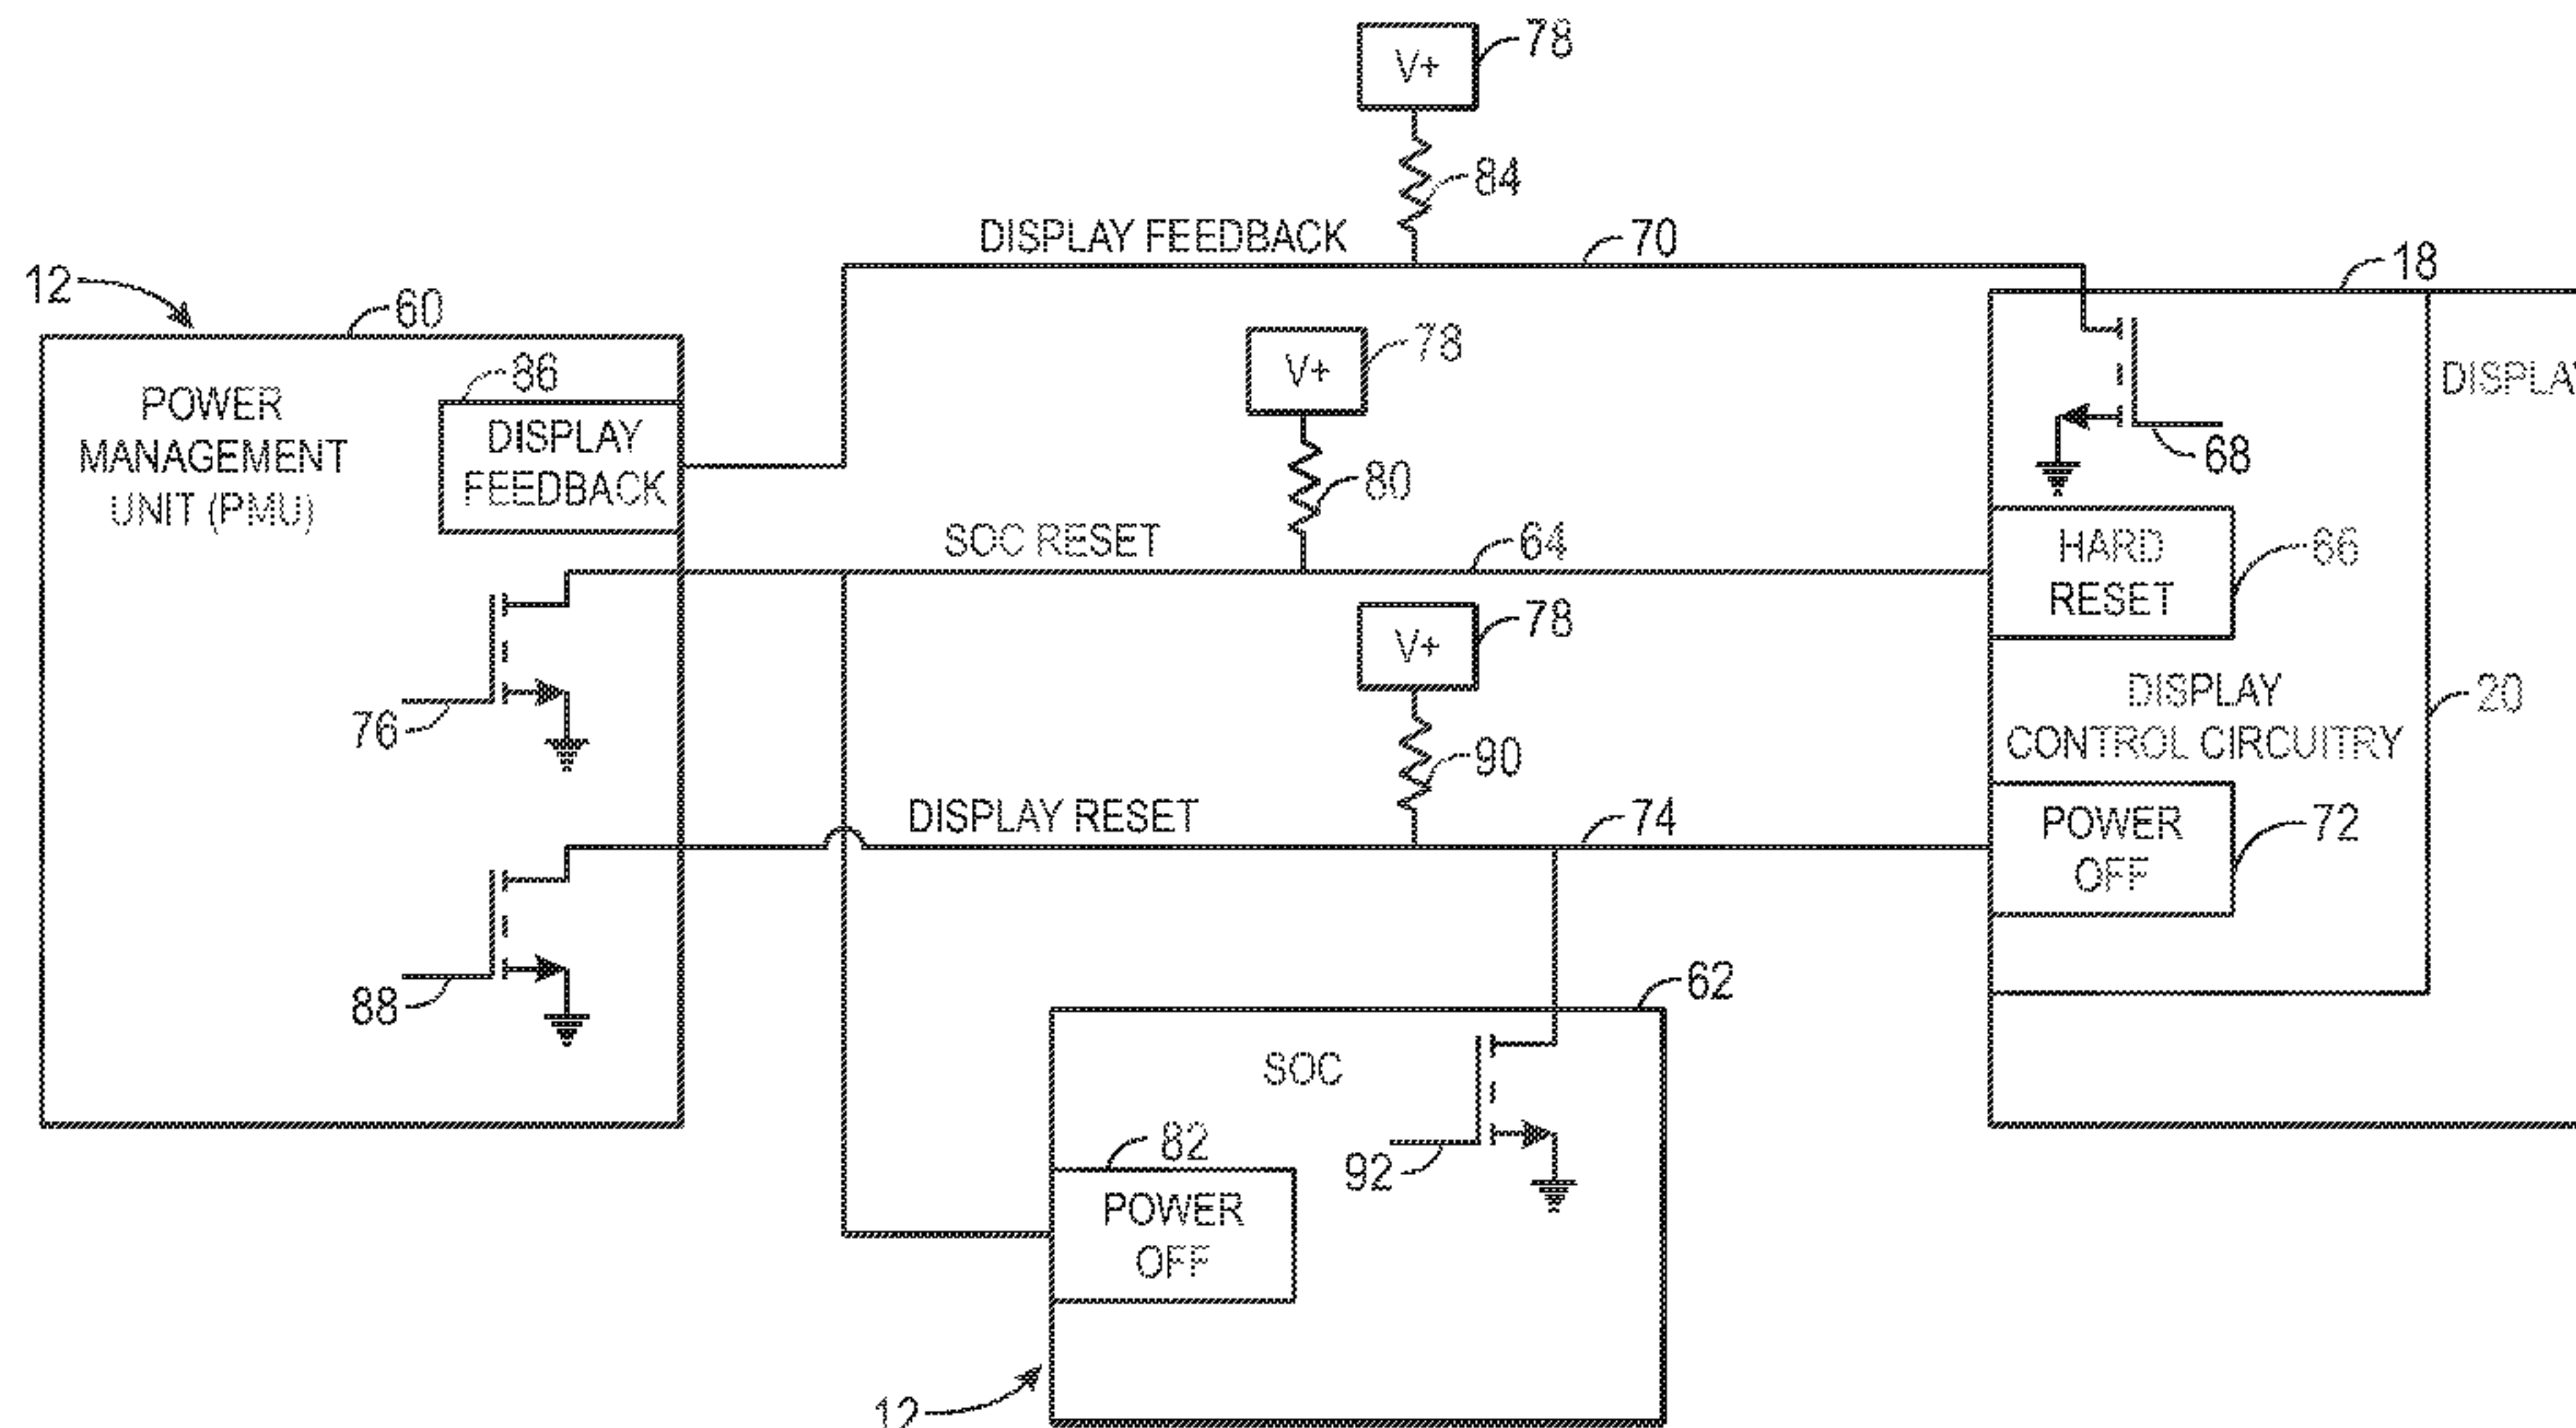 V+
78
84
DISPLAY FEEDBACK
70
12
60
18
POWER
MANAGEMENT
UNIT (PMU)
86
DISPLAY
FEEDBACK
V+
78
80
DISPLAY
68
SOC RESET
64
HARD
RESET
66
V+
78
76
90
DISPLAY
CONTROL CIRCUITRY
20
DISPLAY RESET
74
POWER
OFF
72
88
62
SOC
82
POWER
OFF
92
12